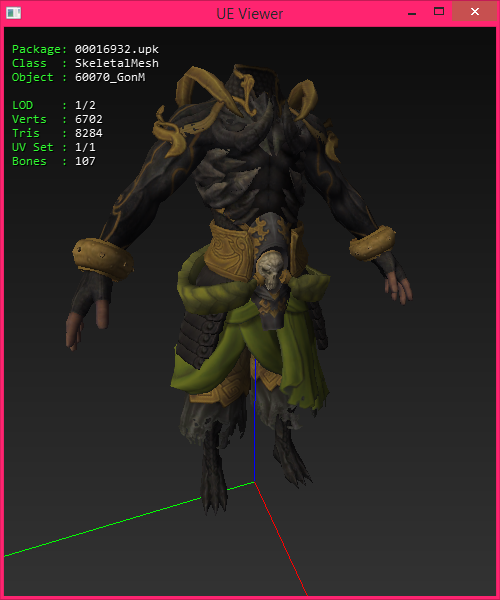 UE Viewer
Package: 00016932.upk
Class  : SkeletalMesh
Object : 60070_GonM
LOD    : 1/2
Verts  : 6702
Tris   : 8284
UV Set : 1/1
Bones  : 107